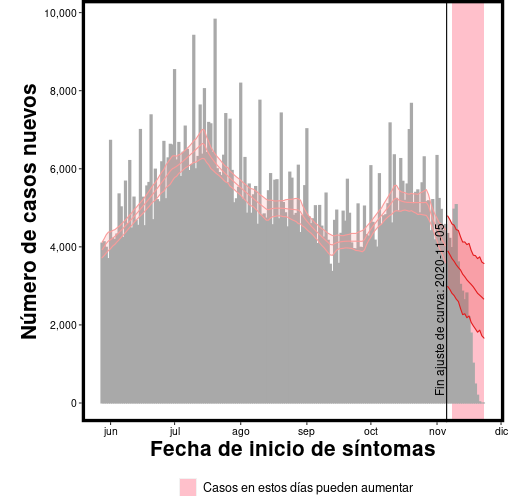 Número de casos nuevos
10,000
8,000
6,000
4,000
2,000
0
Fin ajuste de curva: 2020-11-05
jun jul ago sep oct nov dic
Fecha de inicio de síntomas
Casos en estos días pueden aumentar